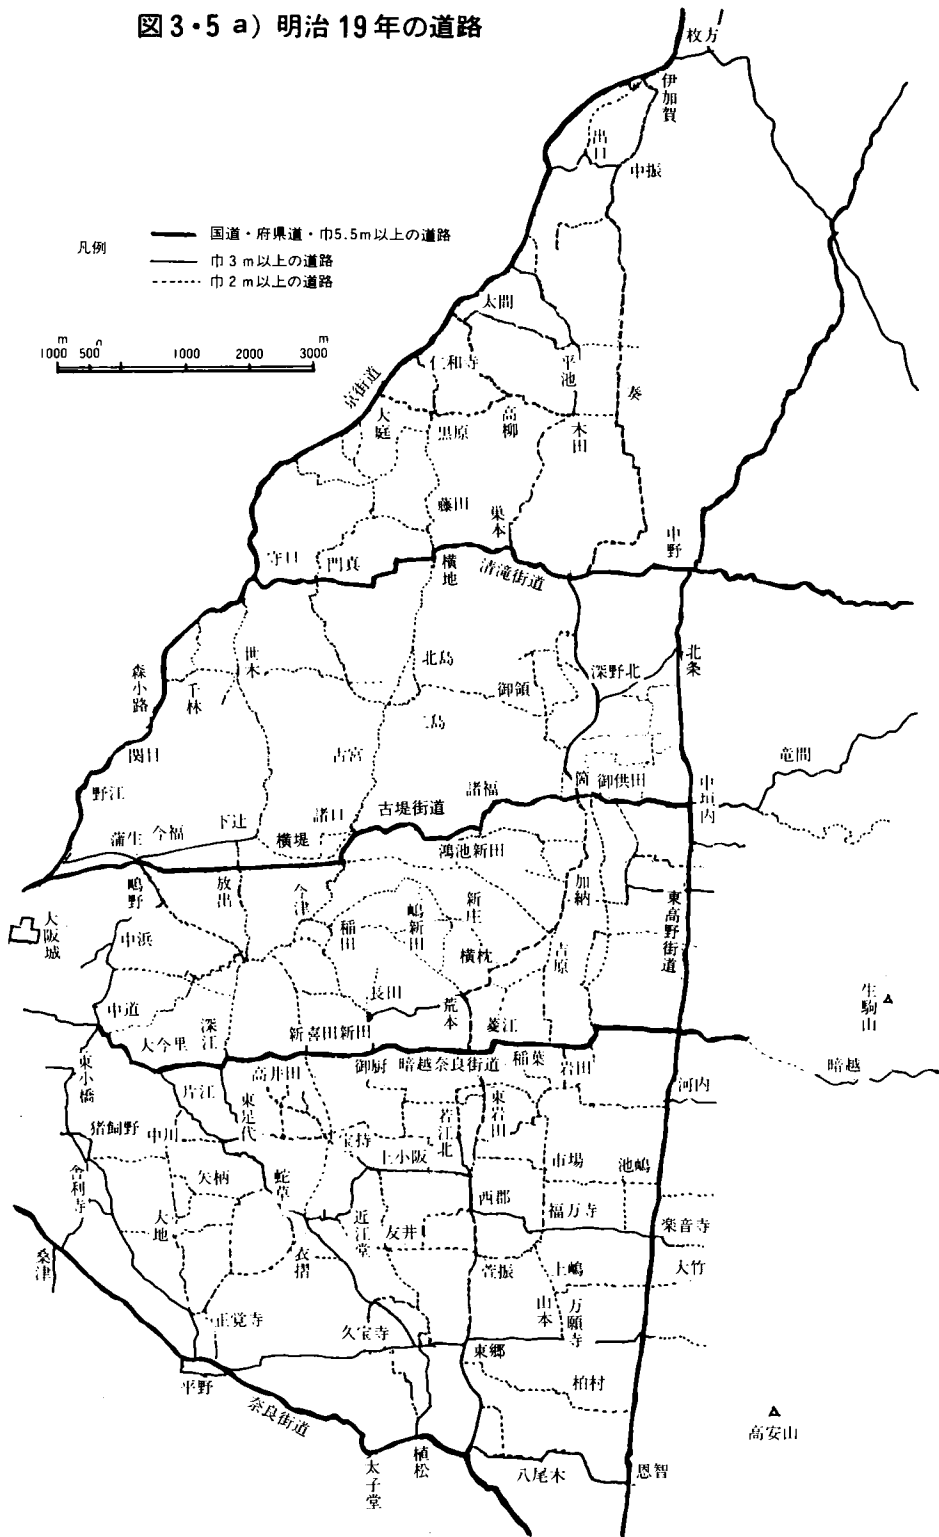 図3・5 a) 明治19年の道路
枚方
伊加賀
出口
中振
凡例
国道・府県道・巾5.5m以上の道路
巾3m以上の道路
巾2m以上の道路
m
m
1000 500 1000 2000 3000
太間
仁和寺
平池
秦
京街道
大庭
黒原
高柳
木田
藤田
巣本
中野
守口
門真
横地
清滝街道
北条
世木
北島
深野北
森小路
千林
御領
三島
関目
古宮
竜間
野江
諸福
箇
御供田
中垣内
諸口
古堤街道
蒲生
今福
下辻
横堤
鴻池新田
嶋野
放出
今津
加納
新庄
大阪城
稲田
嶋新田
東高野街道
中浜
横枕
吉原
生駒山
中道
長田
荒本
菱江
深江
新喜多新田
大今里
東小橋
高井田
御厨
暗越奈良街道
稲葉
岩田
暗越
片江
東足代
若江北
東岩田
河内
猪飼野
中川
宝持
上小阪
市場
池嶋
舎利寺
矢柄
蛇草
西郡
福万寺
楽音寺
大地
近江堂
友井
桑津
衣摺
萱振
上嶋
大竹
山本
万願寺
正覚寺
久宝寺
東郷
平野
柏村
奈良街道
高安山
太子堂
植松
八尾木
恩智